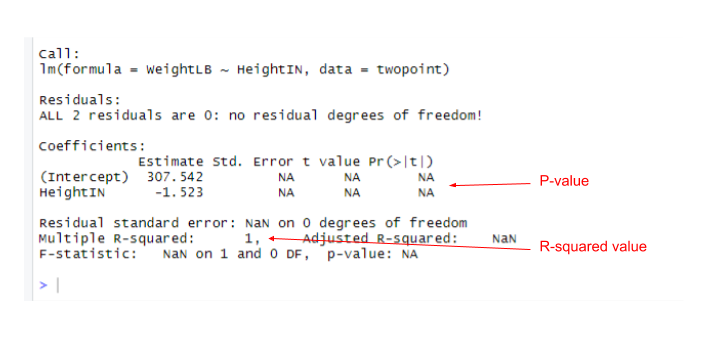 Call:
lm(formula = WeightLB ~ HeightIN, data = twopoint)
Residuals:
ALL 2 residuals are 0: no residual degrees of freedom!
Coefficients:
Estimate Std. Error t value Pr(>|t|)
(Intercept) 307.542 NA NA NA
HeightIN -1.523 NA NA NA
P-value
Residual standard error: NaN on 0 degrees of freedom
Multiple R-squared: 1, Adjusted R-squared: NaN
R-squared value
F-statistic: NaN on 1 and 0 DF, p-value: NA
>